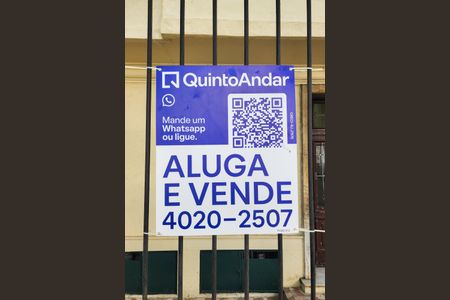 QuintoAndar
Mande um
Whatsapp
ou ligue.
ALUGA
E VENDE
4020-2507